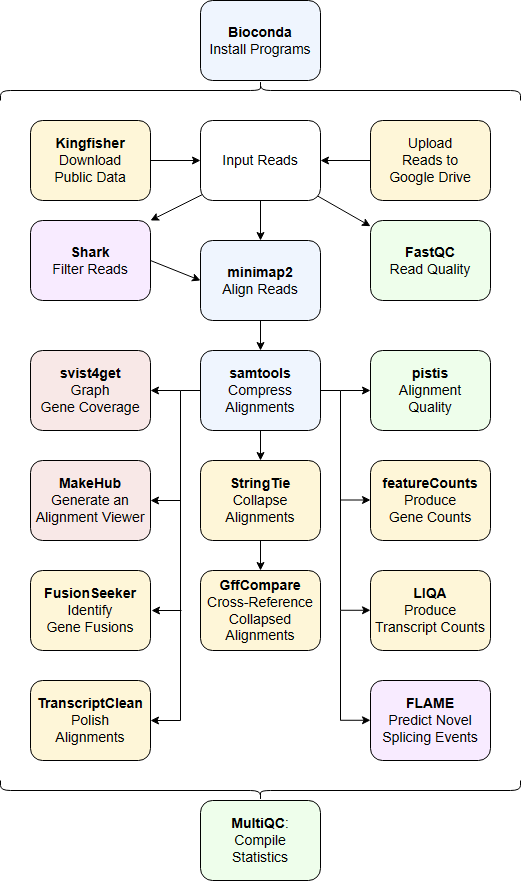 Bioconda
Install Programs
Kingfisher
Download
Public Data
Input Reads
Upload
Reads to
Google Drive
Shark
Filter Reads
minimap2
Align Reads
FastQC
Read Quality
svist4get
Graph
Gene Coverage
samtools
Compress
Alignments
pistis
Alignment
Quality
MakeHub
Generate an
Alignment Viewer
StringTie
Collapse
Alignments
featureCounts
Produce
Gene Counts
FusionSeeker
Identify
Gene Fusions
GffCompare
Cross-Reference
Collapsed
Alignments
LIQA
Produce
Transcript Counts
TranscriptClean
Polish
Alignments
FLAME
Predict Novel
Splicing Events
MultiQC:
Compile
Statistics